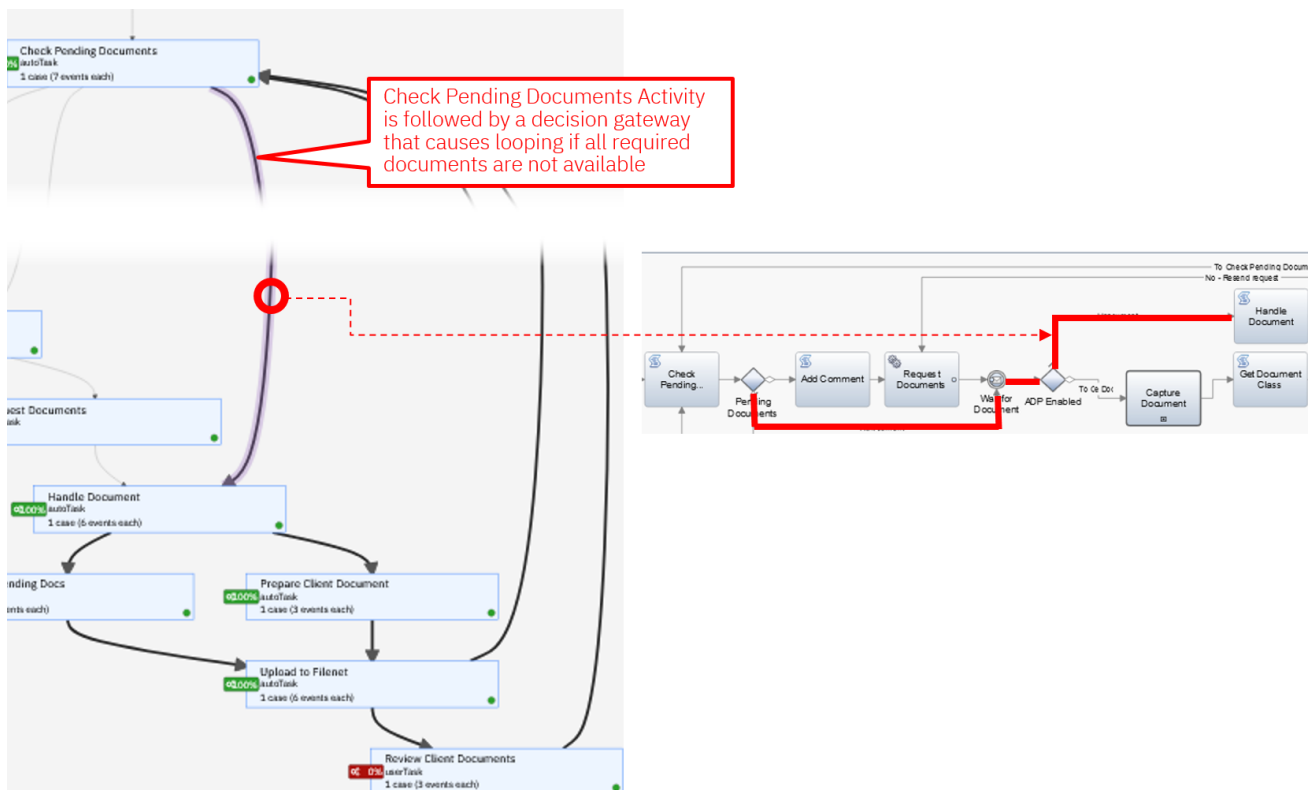 Check Pending Documents
autoTask
1 case (7 events each)
Check Pending Documents Activity
is followed by a decision gateway
that causes looping if all required
documents are not available
To Check Pending Docum
No - Resend request
Handle
Document
Check
Pending...
Pending
Documents
Add Comment
Request
Documents
Wait for
Document
ADP Enabled
Capture
Document
Get Document
Class
est Documents
ask
Handle Document
100%
autoTask
1 case (6 events each)
nding Docs
ents each)
Prepare Client Document
100%
autoTask
1 case (3 events each)
Upload to Filenet
100%
autoTask
1 case (6 events each)
Review Client Documents
0%
userTask
1 case (3 events each)